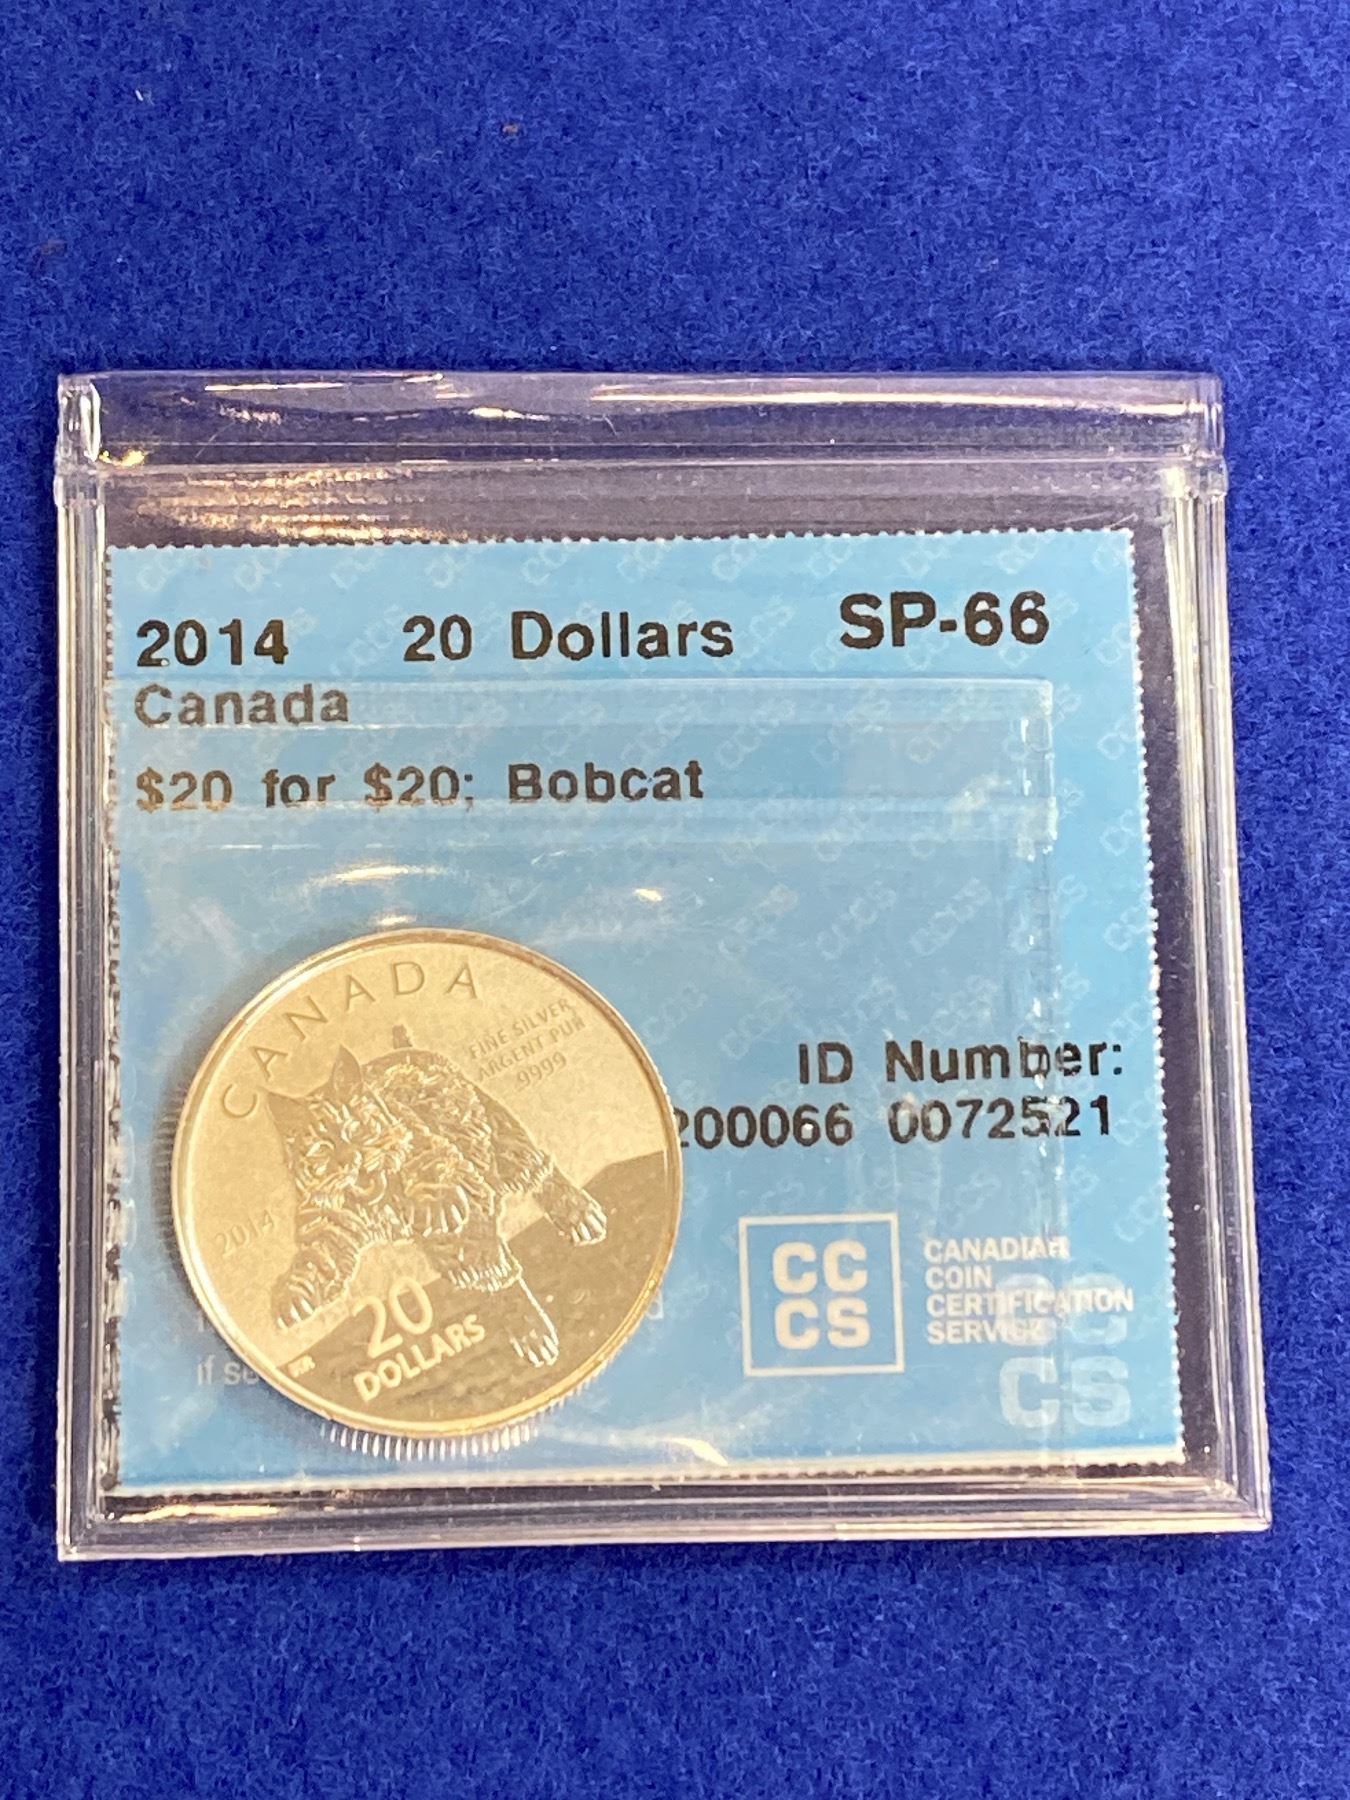 2014 20 Dollars SP-66
Canada
$20 for $20; Bobcat
CANADA
FINE SILVER
ARGENT PUR
9999
2014
20
DOLLARS
ID Number:
200066 0072521
if
CC
CS
CANADIAN
COIN
CERTIFICATION
SERVICE